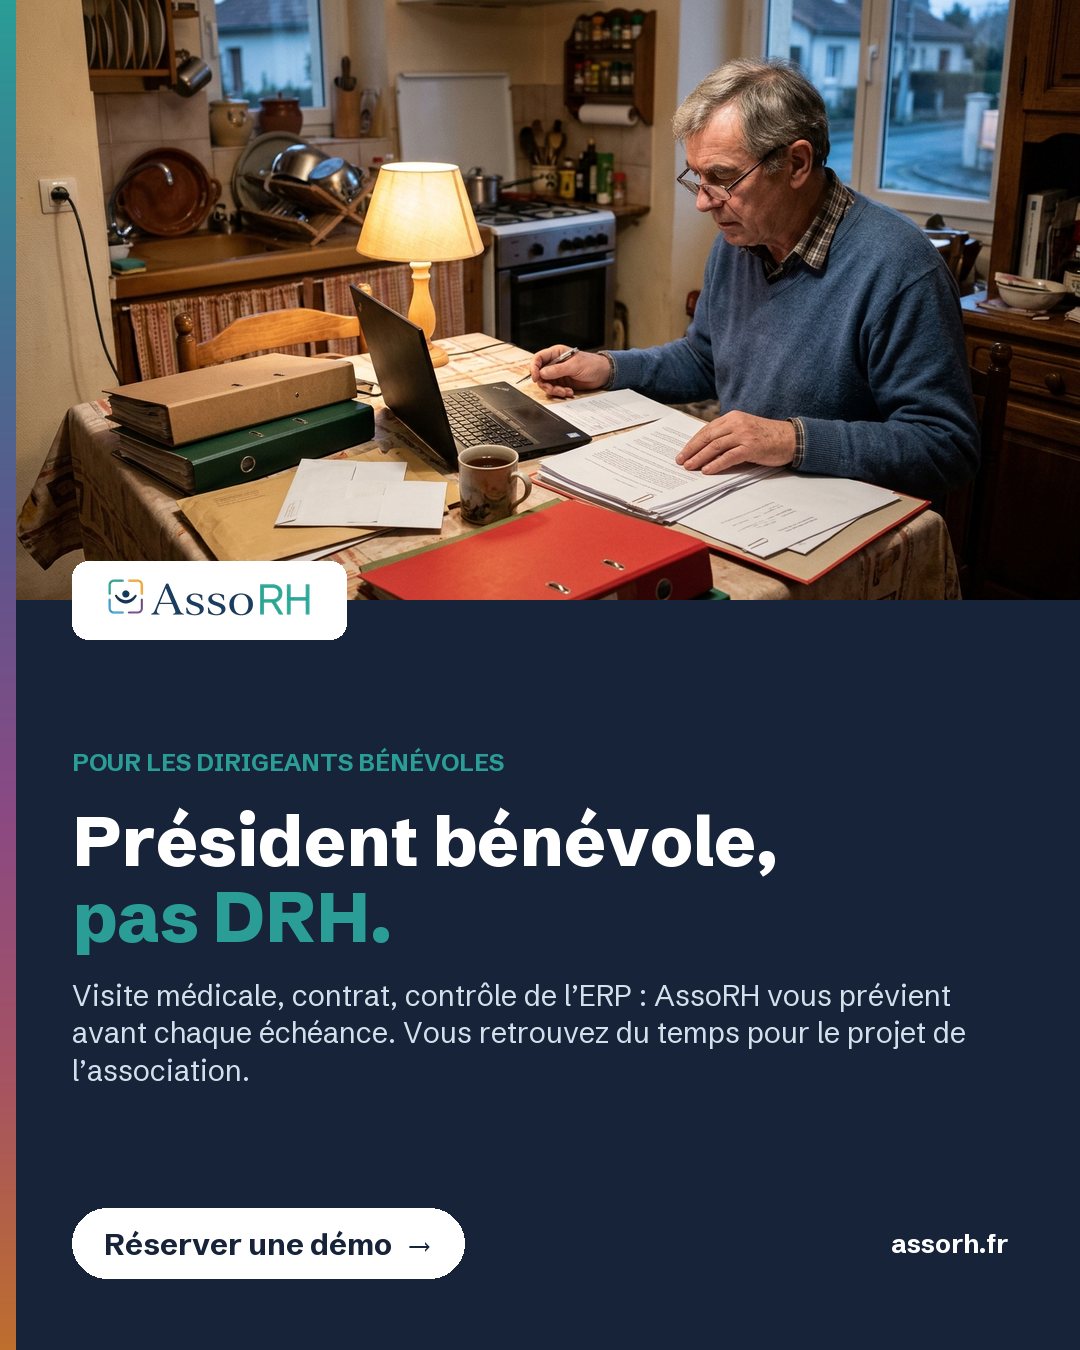 AssoRH
POUR LES DIRIGEANTS BÉNÉVOLES
Président bénévole,
pas DRH.
Visite médicale, contrat, contrôle de l’ERP : AssoRH vous prévient
avant chaque échéance. Vous retrouvez du temps pour le projet de
l’association.
Réserver une démo →
assorh.fr